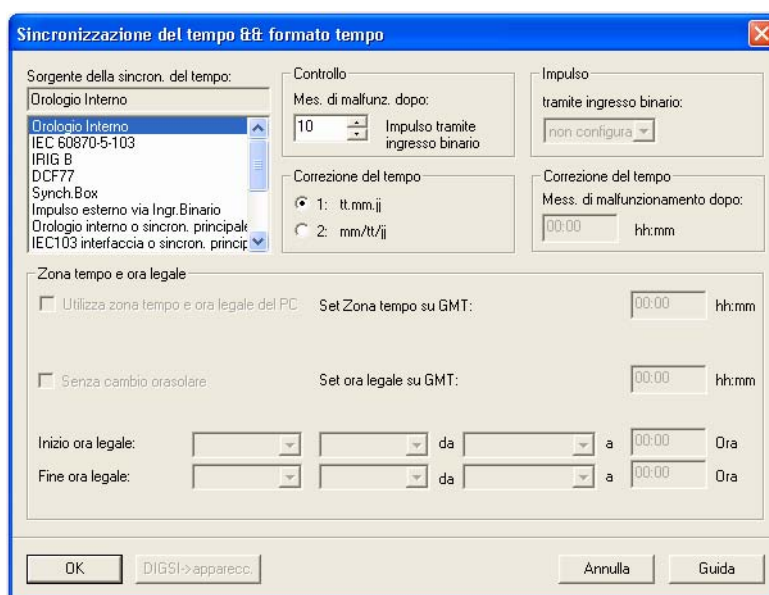 Sincronizzazione del tempo && formato tempo
Sorgente della sincron. del tempo:
Orologio Interno
Orologio Interno
IEC 60870-5-103
IRIG B
DCF77
Synch.Box
Impulso esterno via Ingr.Binario
Orologio interno o sincron. principale
IEC103 interfaccia o sincron. princip
Controllo
Mes. di malfunz. dopo:
10 Impulso tramite
ingresso binario
Impulso
tramite ingresso binario:
non configura
Correzione del tempo
1: tt.mm.jj
2: mm/tt/jj
Correzione del tempo
Mess. di malfunzionamento dopo:
00:00 hh:mm
Zona tempo e ora legale
Utilizza zona tempo e ora legale del PC Set Zona tempo su GMT: 00:00 hh:mm
Senza cambio orasolare Set ora legale su GMT: 00:00 hh:mm
Inizio ora legale: da a 00:00 Ora
Fine ora legale: da a 00:00 Ora
OK DIGSI->apparecc. Annulla Guida